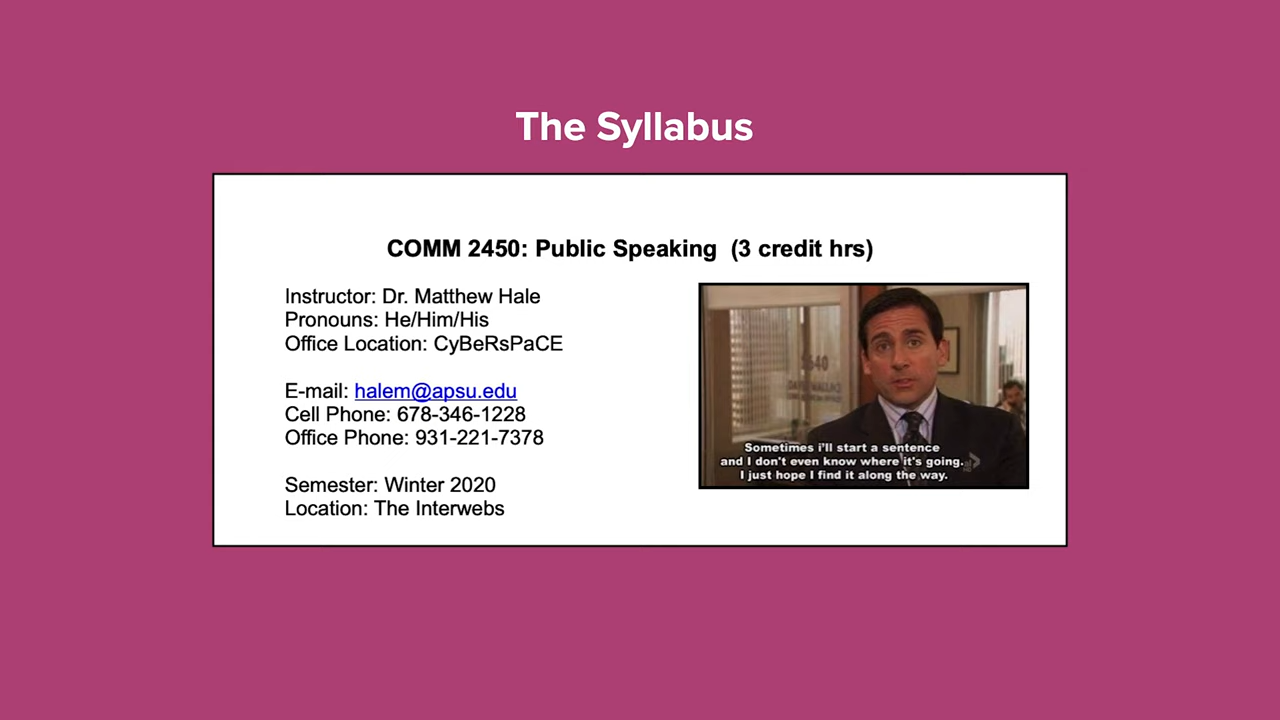 The Syllabus
COMM 2450: Public Speaking (3 credit hrs)
Instructor: Dr. Matthew Hale
Pronouns: He/Him/His
Office Location: CyBeRsPaCE
E-mail: halem@apsu.edu
Cell Phone: 678-346-1228
Office Phone: 931-221-7378
Semester: Winter 2020
Location: The Interwebs
Sometimes i'll start a sentence
and I don't even know where it's going.
I just hope I find it along the way.